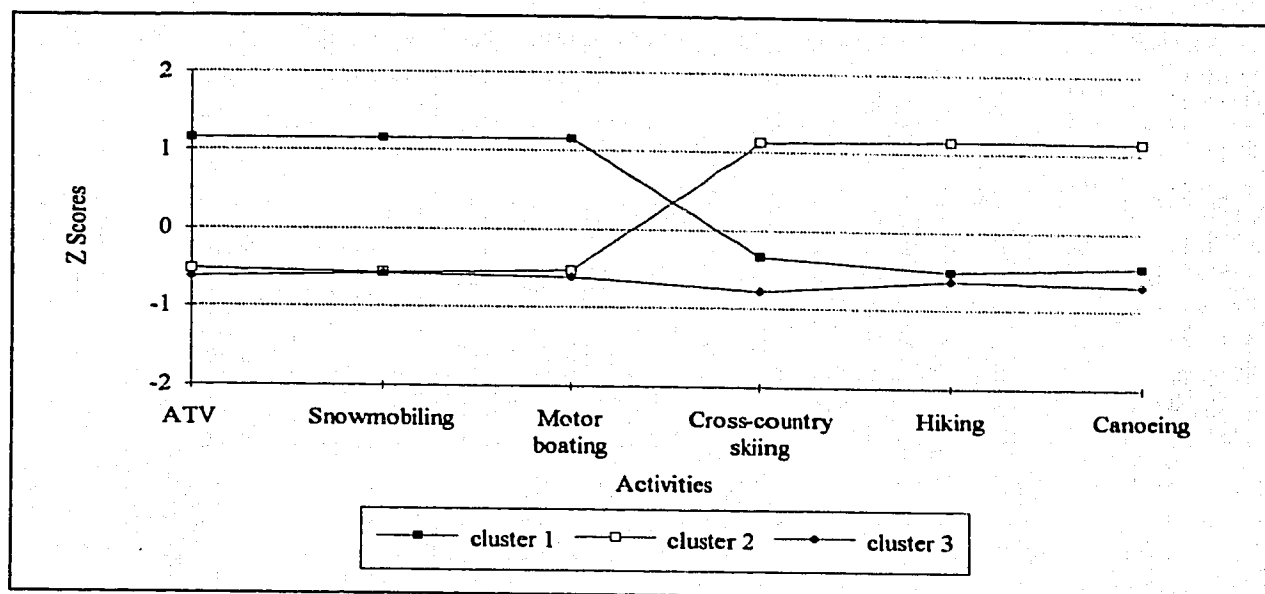 2
1
0
-1
-2
Z Scores
ATV Snowmobiling Motor boating Cross-country skiing Hiking Canoeing
Activities
cluster 1 cluster 2 cluster 3